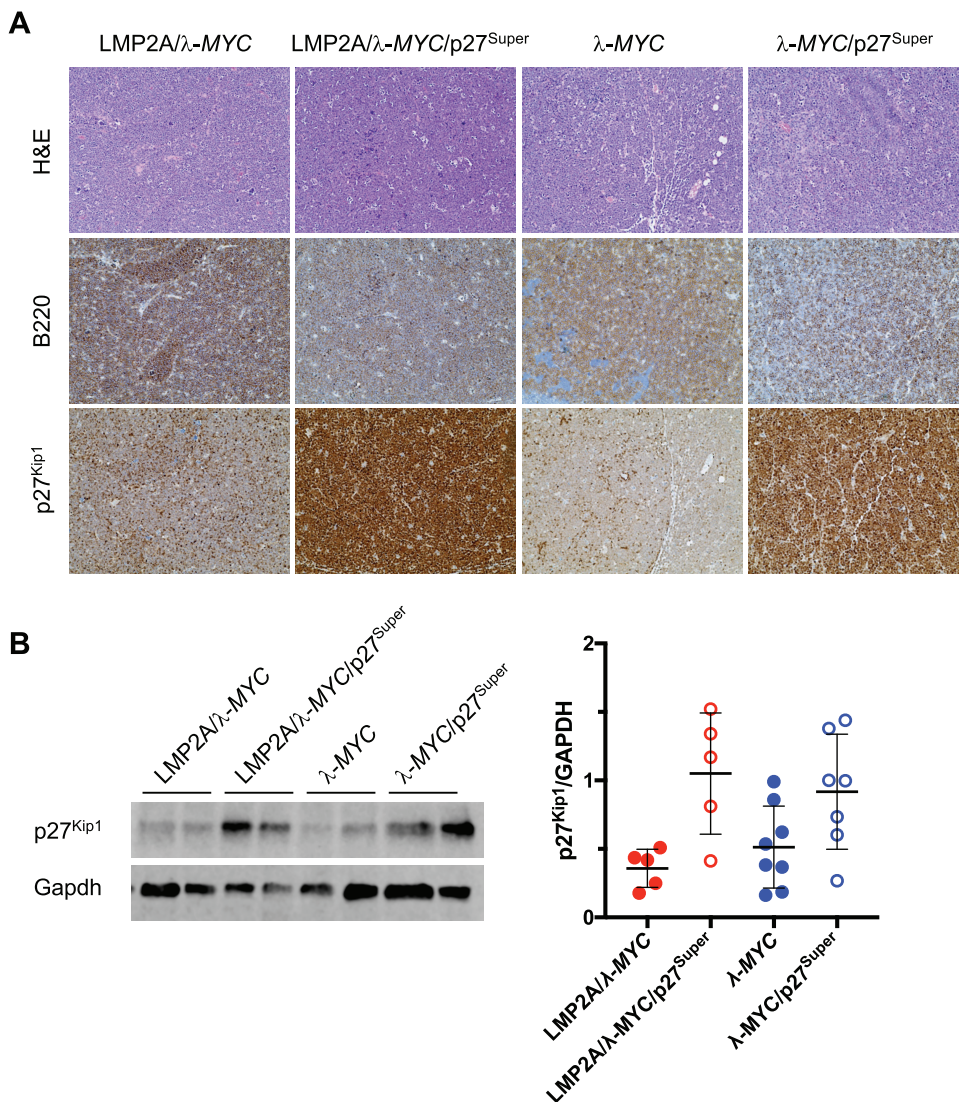 A
LMP2A/λ-MYC
LMP2A/λ-MYC/p27Super
λ-MYC
λ-MYC/p27Super
H&E
B220
p27Kip1
B
LMP2A/λ-MYC
LMP2A/λ-MYC/p27Super
λ-MYC
λ-MYC/p27Super
p27Kip1
Gapdh
p27Kip1/GAPDH
2
1
0
LMP2A/λ-MYC
LMP2A/λ-MYC/p27Super
λ-MYC
λ-MYC/p27Super